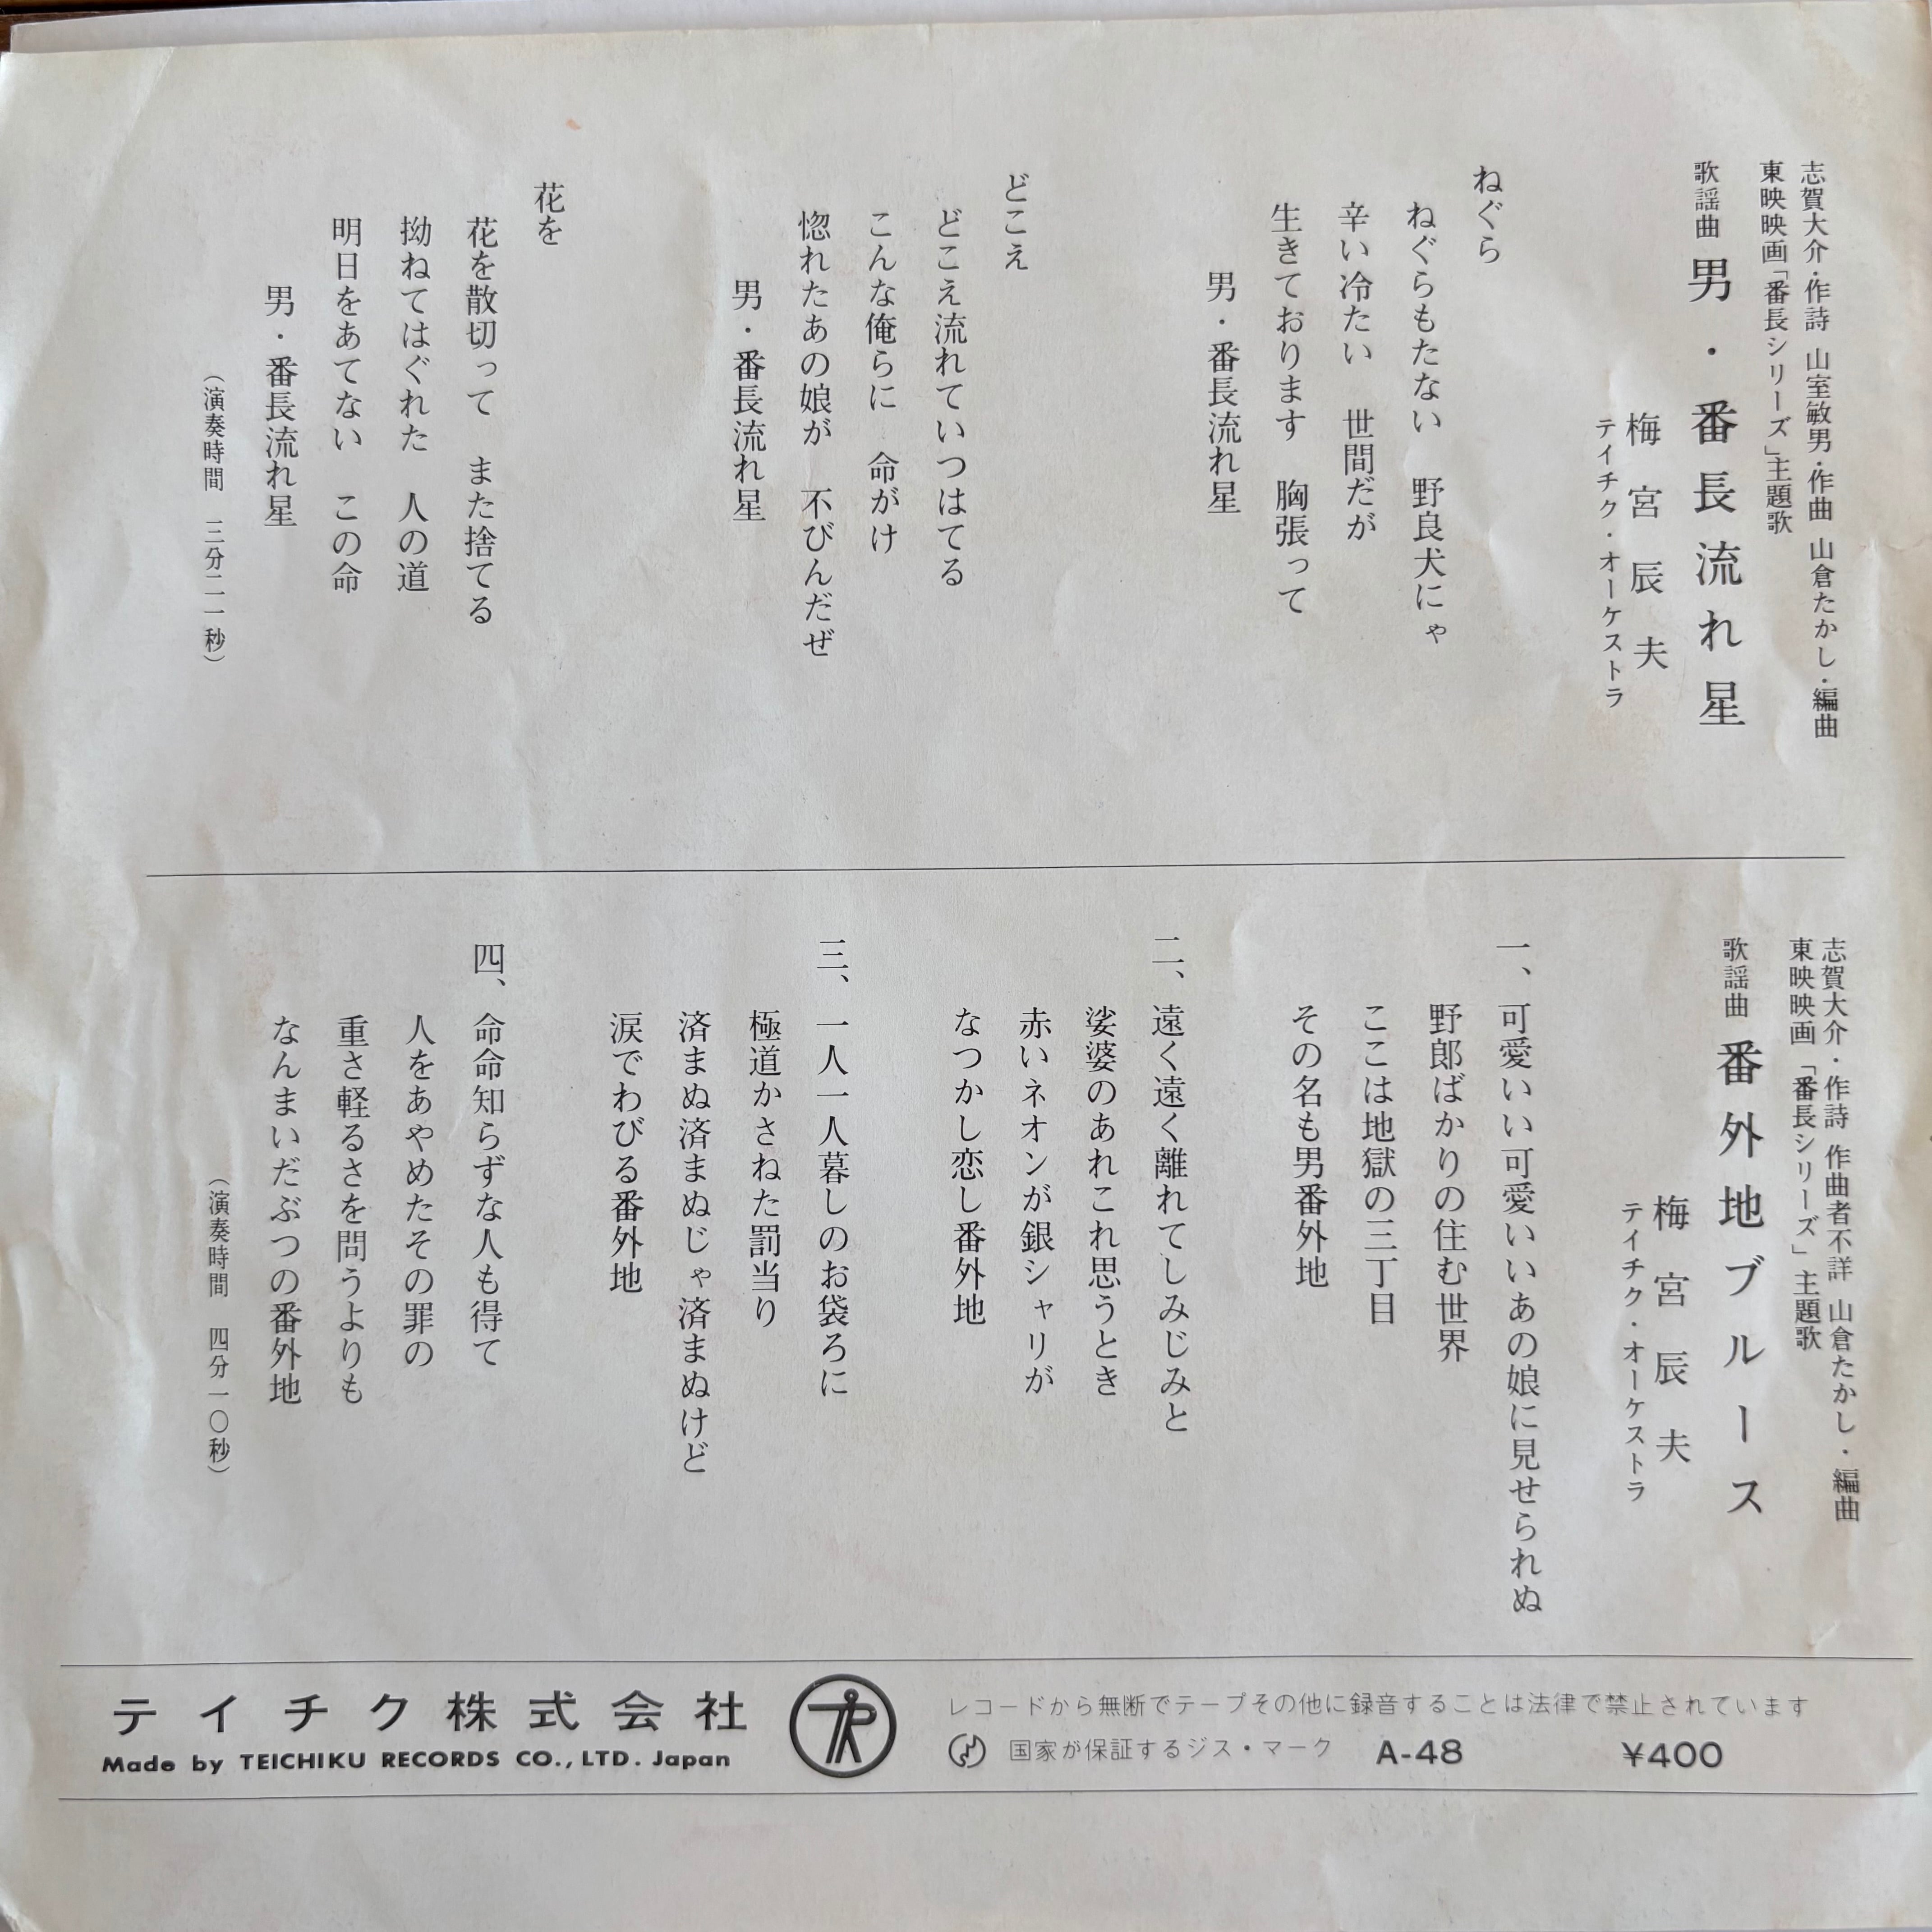 志賀大介・作詩 山室敏男・作曲 山倉たかし・編曲
東映映画「番長シリーズ」主題歌
歌謡曲 男・番長流れ星
梅宮辰夫
テイチク・オーケストラ
ねぐら
ねぐらもたない 野良犬にゃ
辛い冷たい 世間だが
生きております 胸張って
男・番長流れ星
どこえ
どこえ流れていつはてる
こんな俺らに 命がけ
惚れたあの娘が 不びんだぜ
男・番長流れ星
花を
花を散切って また捨てる
拗ねてはぐれた 人の道
明日をあてない この命
男・番長流れ星
(演奏時間 三分二一秒)
志賀大介・作詩 作曲者不詳 山倉たかし・編曲
東映映画「番長シリーズ」主題歌
歌謡曲 番外地ブルース
梅宮辰夫
テイチク・オーケストラ
一、可愛いい可愛いいあの娘に見せられぬ
野郎ばかりの住む世界
ここは地獄の三丁目
その名も男番外地
二、遠く遠く離れてしみじみと
娑婆のあれこれ思うとき
赤いネオンが銀シャリが
なつかし恋し番外地
三、一人一人暮しのお袋ろに
極道かさねた罰当り
済まぬ済まぬじゃ済まぬけど
涙でわびる番外地
四、命命知らずな人も得て
人をあやめたその罪の
重さ軽るさを問うよりも
なんまいだぶつの番外地
(演奏時間 四分一〇秒)
テイチク株式会社
Made by TEICHIKU RECORDS CO., LTD. Japan
レコードから無断でテープその他に録音することは法律で禁止されています
国家が保証するジス・マーク A-48 ¥400